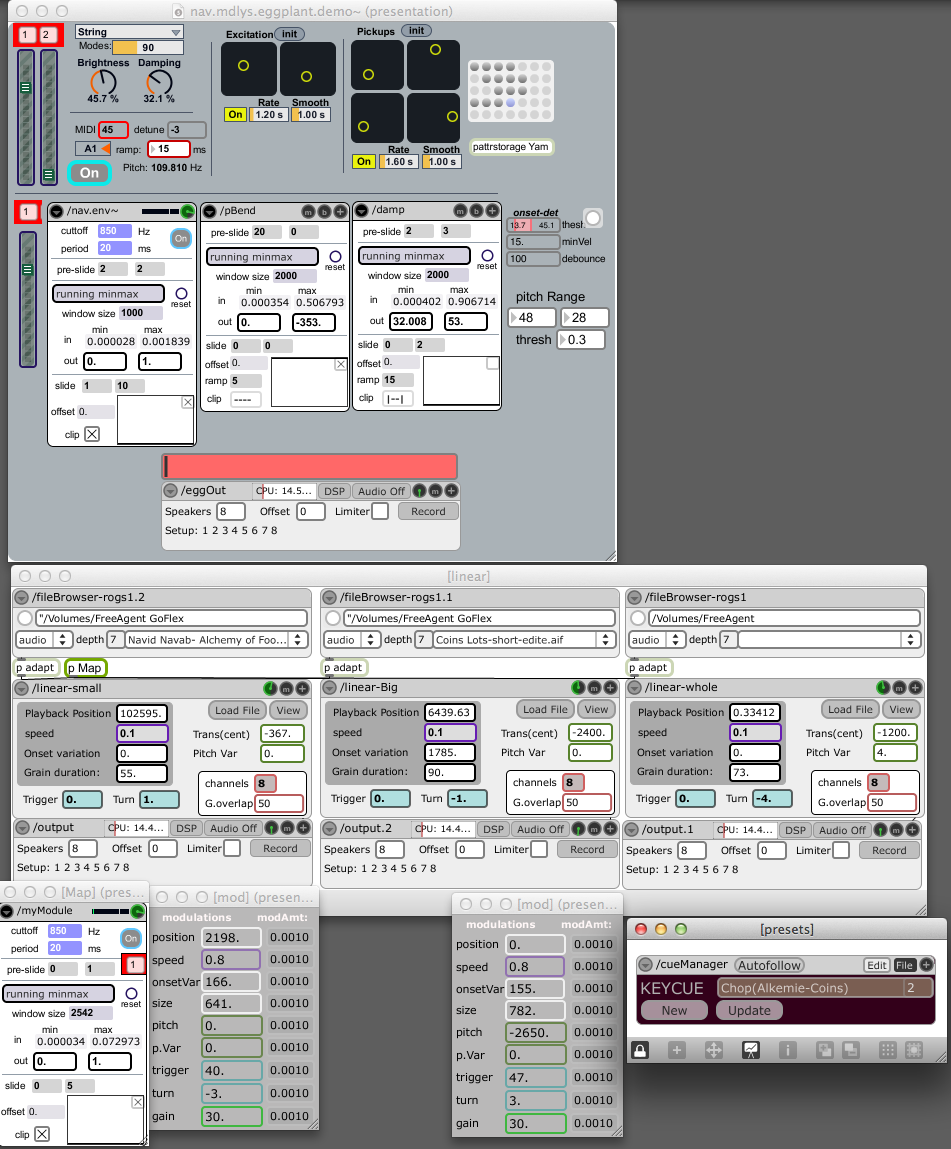 nav.mdlys.eggplant.demo~ (presentation)
1 2
String
Modes: 90
Brightness Damping
45.7 % 32.1 %
MIDI 45 detune -3
A1 ramp: 15 ms
On Pitch: 109.810 Hz
Excitation init
Rate Smooth
On 1.20 s 1.00 s
Pickups init
Rate Smooth
On 1.60 s 1.00 s
pattrstorage Yam
1
/nav.env~
cuttoff 850 Hz
period 20 ms
On
pre-slide 2 2
running minmax
reset
window size 1000
min max
in 0.000028 0.001839
out 0. 1.
slide 1 10
offset 0.
clip
/pBend m b +
pre-slide 20 0
running minmax
reset
window size 2000
min max
in 0.000354 0.506793
out 0. -353.
slide 0 0
offset 0.
ramp 5
clip ----
/damp m b +
pre-slide 2 3
running minmax
reset
window size 2000
min max
in 0.000402 0.906714
out 32.008 53.
slide 0 2
offset 0.
ramp 15
clip |--|
onset-det
13.7 45.1 thesh
15. minVel
100 debounce
pitch Range
48 28
thresh 0.3
/eggOut CPU: 14.5... DSP Audio Off m +
Speakers 8 Offset 0 Limiter Record
Setup: 1 2 3 4 5 6 7 8
[linear]
/fileBrowser-rogs1.2
"/Volumes/FreeAgent GoFlex
audio depth 7 Navid Navab- Alchemy of Foo...
p adapt p Map
/fileBrowser-rogs1.1
"/Volumes/FreeAgent GoFlex
audio depth 7 Coins Lots-short-edite.aif
p adapt
/fileBrowser-rogs1
/Volumes/FreeAgent
audio depth 7
p adapt
/linear-small m +
Playback Position 102595. Load File View
speed 0.1 Trans(cent) -367.
Onset variation 0. Pitch Var 0.
Grain duration: 55.
channels 8
Trigger 0. Turn 1. G.overlap 50
/linear-Big m +
Playback Position 6439.63 Load File View
speed 0.1 Trans(cent) -2400.
Onset variation 1785. Pitch Var 0.
Grain duration: 90.
channels 8
Trigger 0. Turn -1. G.overlap 50
/linear-whole m +
Playback Position 0.33412 Load File View
speed 0.1 Trans(cent) -1200.
Onset variation 0. Pitch Var 4.
Grain duration: 73.
channels 8
Trigger 0. Turn -4. G.overlap 50
/output CPU: 14.4... DSP Audio Off m +
Speakers 8 Offset 0 Limiter Record
Setup: 1 2 3 4 5 6 7 8
/output.2 CPU: 14.4... DSP Audio Off m +
Speakers 8 Offset 0 Limiter Record
Setup: 1 2 3 4 5 6 7 8
/output.1 CPU: 14.4... DSP Audio Off m +
Speakers 8 Offset 0 Limiter Record
Setup: 1 2 3 4 5 6 7 8
[Map] (pres...
/myModule
cuttoff 850 Hz
period 20 ms
On
pre-slide 0 1
1
running minmax
reset
window size 2542
min max
in 0.000034 0.072973
out 0. 1.
slide 0 5
offset 0.
clip
[mod] (presen...
modulations modAmt:
position 2198. 0.0010
speed 0.8 0.0010
onsetVar 166. 0.0010
size 641. 0.0010
pitch 0. 0.0010
p.Var 0. 0.0010
trigger 40. 0.0010
turn -3. 0.0010
gain 30. 0.0010
[mod] (presen...
modulations modAmt:
position 0. 0.0010
speed 0.8 0.0010
onsetVar 155. 0.0010
size 782. 0.0010
pitch -2650. 0.0010
p.Var 0. 0.0010
trigger 47. 0.0010
turn 3. 0.0010
gain 30. 0.0010
[presets]
/cueManager Autofollow Edit File +
KEYCUE Chop(Alkemie-Coins) 2
New Update